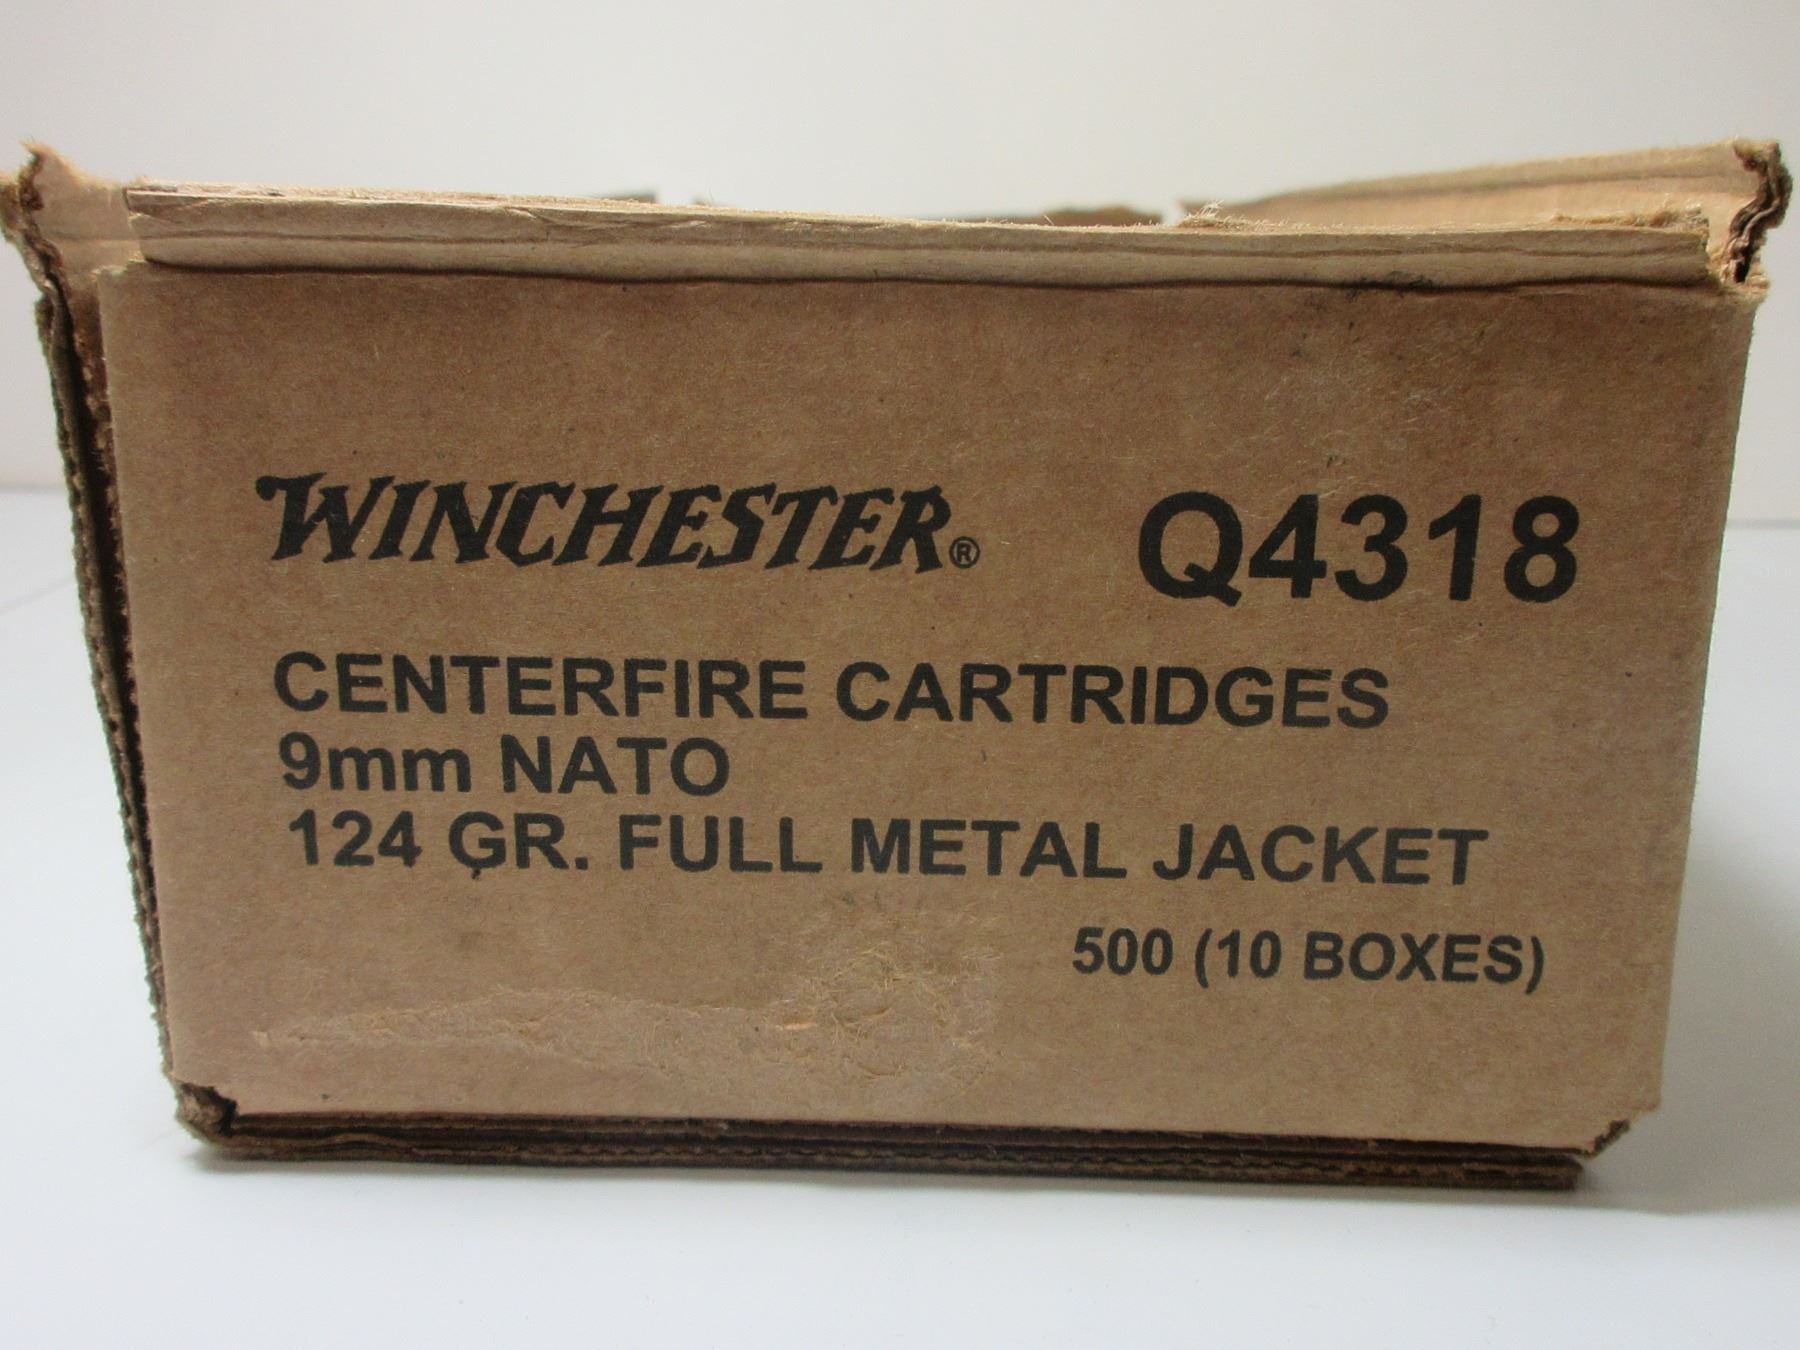 WINCHESTER® Q4318
CENTERFIRE CARTRIDGES
9mm NATO
124 GR. FULL METAL JACKET
500 (10 BOXES)